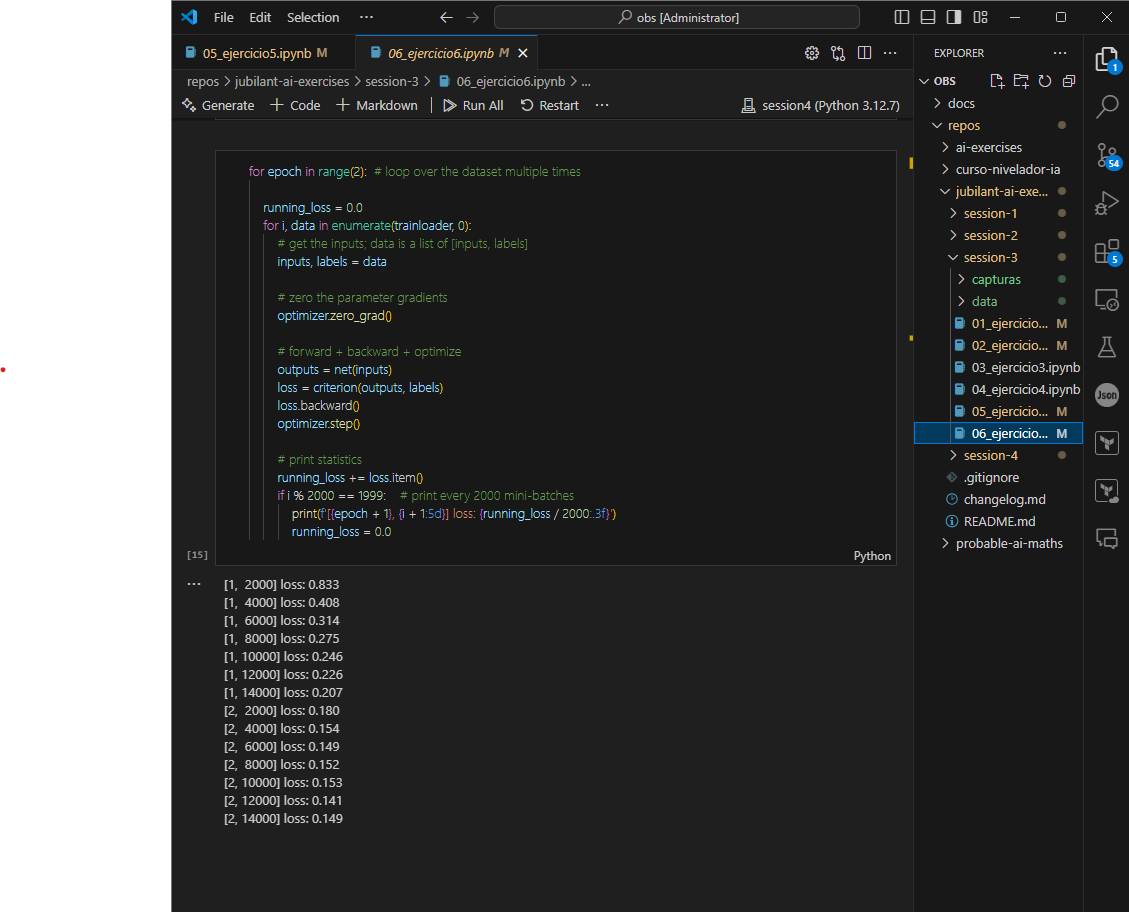 File Edit Selection ··· obs [Administrator]
05_ejercicio5.ipynb M 06_ejercicio6.ipynb M
repos > jubilant-ai-exercises > session-3 > 06_ejercicio6.ipynb > ...
Generate + Code + Markdown Run All Restart ··· session4 (Python 3.12.7)
for epoch in range(2):  # loop over the dataset multiple times
running_loss = 0.0
for i, data in enumerate(trainloader, 0):
# get the inputs; data is a list of [inputs, labels]
inputs, labels = data
# zero the parameter gradients
optimizer.zero_grad()
# forward + backward + optimize
outputs = net(inputs)
loss = criterion(outputs, labels)
loss.backward()
optimizer.step()
# print statistics
running_loss += loss.item()
if i % 2000 == 1999:    # print every 2000 mini-batches
print(f'[{epoch + 1}, {i + 1:5d}] loss: {running_loss / 2000:.3f}')
running_loss = 0.0
[15]
Python
···
[1,  2000] loss: 0.833
[1,  4000] loss: 0.408
[1,  6000] loss: 0.314
[1,  8000] loss: 0.275
[1, 10000] loss: 0.246
[1, 12000] loss: 0.226
[1, 14000] loss: 0.207
[2,  2000] loss: 0.180
[2,  4000] loss: 0.154
[2,  6000] loss: 0.149
[2,  8000] loss: 0.152
[2, 10000] loss: 0.153
[2, 12000] loss: 0.141
[2, 14000] loss: 0.149
EXPLORER ···
OBS
docs
repos
ai-exercises
curso-nivelador-ia
jubilant-ai-exe...
session-1
session-2
session-3
capturas
data
01_ejercicio... M
02_ejercicio... M
03_ejercicio3.ipynb
04_ejercicio4.ipynb
05_ejercicio... M
06_ejercicio... M
session-4
.gitignore
changelog.md
README.md
probable-ai-maths
1
54
5
Json